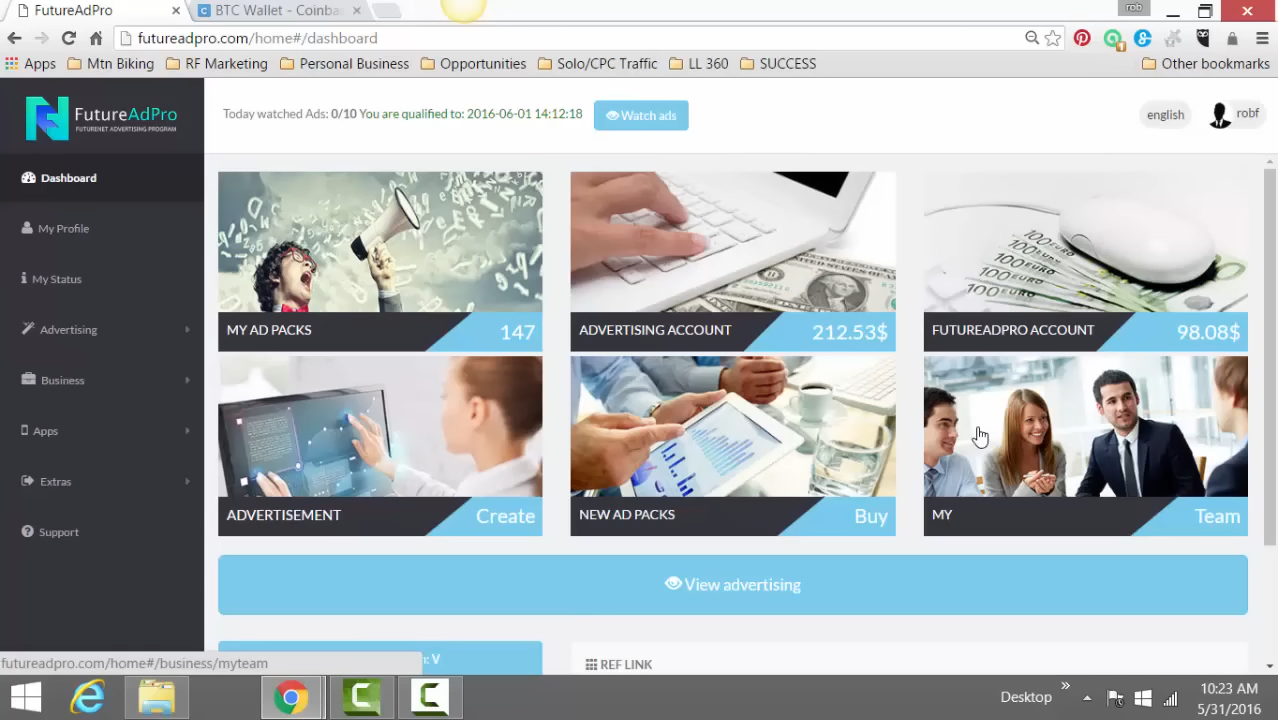 FutureAdPro
BTC Wallet - Coinba
rob
futureadpro.com/home#/dashboard
Apps
Mtn Biking
RF Marketing
Personal Business
Opportunities
Solo/CPC Traffic
LL 360
SUCCESS
Other bookmarks
FutureAdPro
FUTURENET ADVERTISING PROGRAM
Today watched Ads: 0/10 You are qualified to: 2016-06-01 14:12:18
Watch ads
english
robf
Dashboard
My Profile
My Status
Advertising
Business
Apps
Extras
Support
MY AD PACKS 147
ADVERTISING ACCOUNT 212.53$
FUTUREADPRO ACCOUNT 98.08$
ADVERTISEMENT Create
NEW AD PACKS Buy
MY Team
View advertising
: V
REF LINK
futureadpro.com/home#/business/myteam
Desktop
10:23 AM
5/31/2016